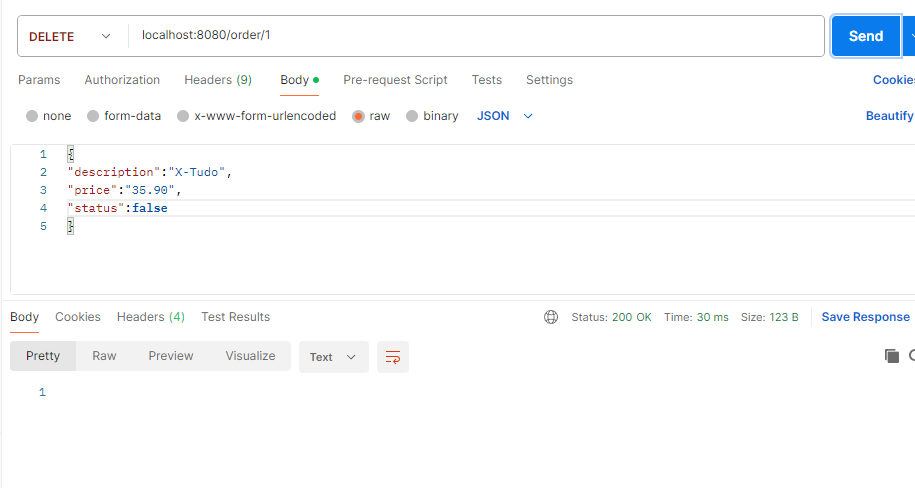 DELETE localhost:8080/order/1 Send
Params Authorization Headers (9) Body Pre-request Script Tests Settings Cookies
none form-data x-www-form-urlencoded raw binary JSON Beautify
1 {
2 "description":"X-Tudo",
3 "price":"35.90",
4 "status":false
5 }
Body Cookies Headers (4) Test Results Status: 200 OK Time: 30 ms Size: 123 B Save Response
Pretty Raw Preview Visualize Text
1